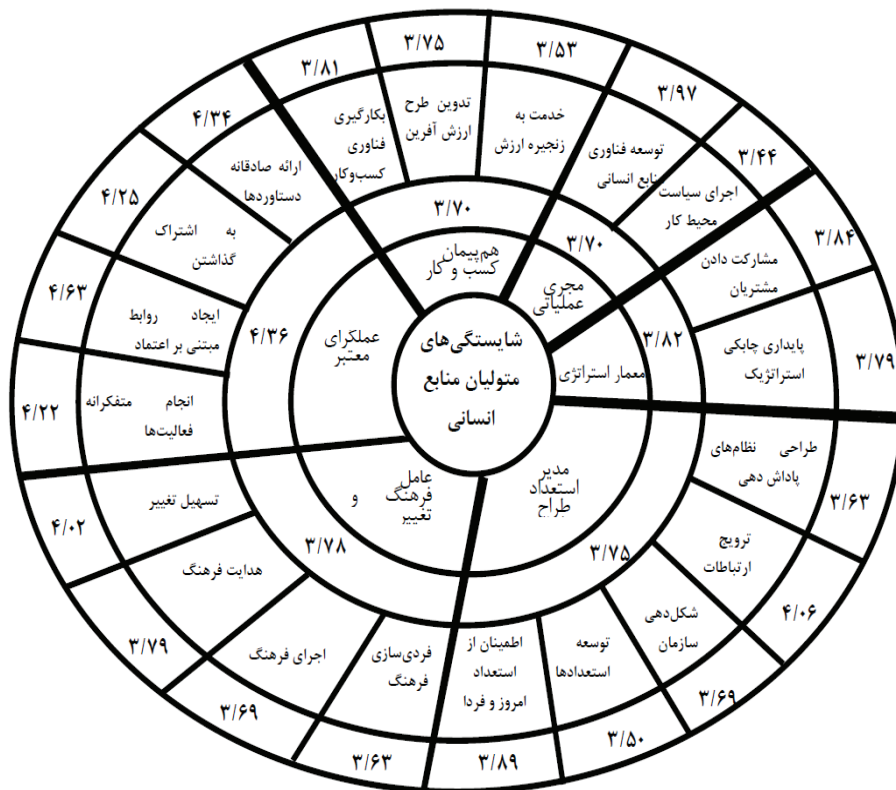 شایستگی‌های
متولیان منابع
انسانی
هم‌پیمان
کسب و کار
۳/۷۰
خدمت به
زنجیره ارزش
۳/۵۳
تدوین طرح
ارزش آفرین
۳/۷۵
بکارگیری
فناوری
کسب‌وکار
۳/۸۱
مجری
عملیاتی
۳/۷۰
توسعه فناوری
منابع انسانی
۳/۹۷
اجرای سیاست
محیط کار
۳/۴۴
معمار استراتژی
۳/۸۲
مشارکت دادن
مشتریان
۳/۸۴
پایداری چابکی
استراتژیک
۳/۷۹
مدیر
استعداد
طراح
۳/۷۵
طراحی نظام‌های
پاداش دهی
۳/۶۳
ترویج
ارتباطات
۴/۰۶
شکل‌دهی
سازمان
۳/۶۹
توسعه
استعدادها
۳/۵۰
اطمینان از
استعداد
امروز و فردا
۳/۸۹
عامل
فرهنگ و
تغییر
۳/۷۸
فردی‌سازی
فرهنگ
۳/۶۳
اجرای فرهنگ
۳/۶۹
هدایت فرهنگ
۳/۷۹
تسهیل تغییر
۴/۰۲
عملکرای
معتبر
۴/۳۶
انجام متفکرانه
فعالیت‌ها
۴/۲۲
ایجاد روابط
مبتنی بر اعتماد
۴/۶۳
به اشتراک
گذاشتن
۴/۲۵
ارائه صادقانه
دستاوردها
۴/۳۴